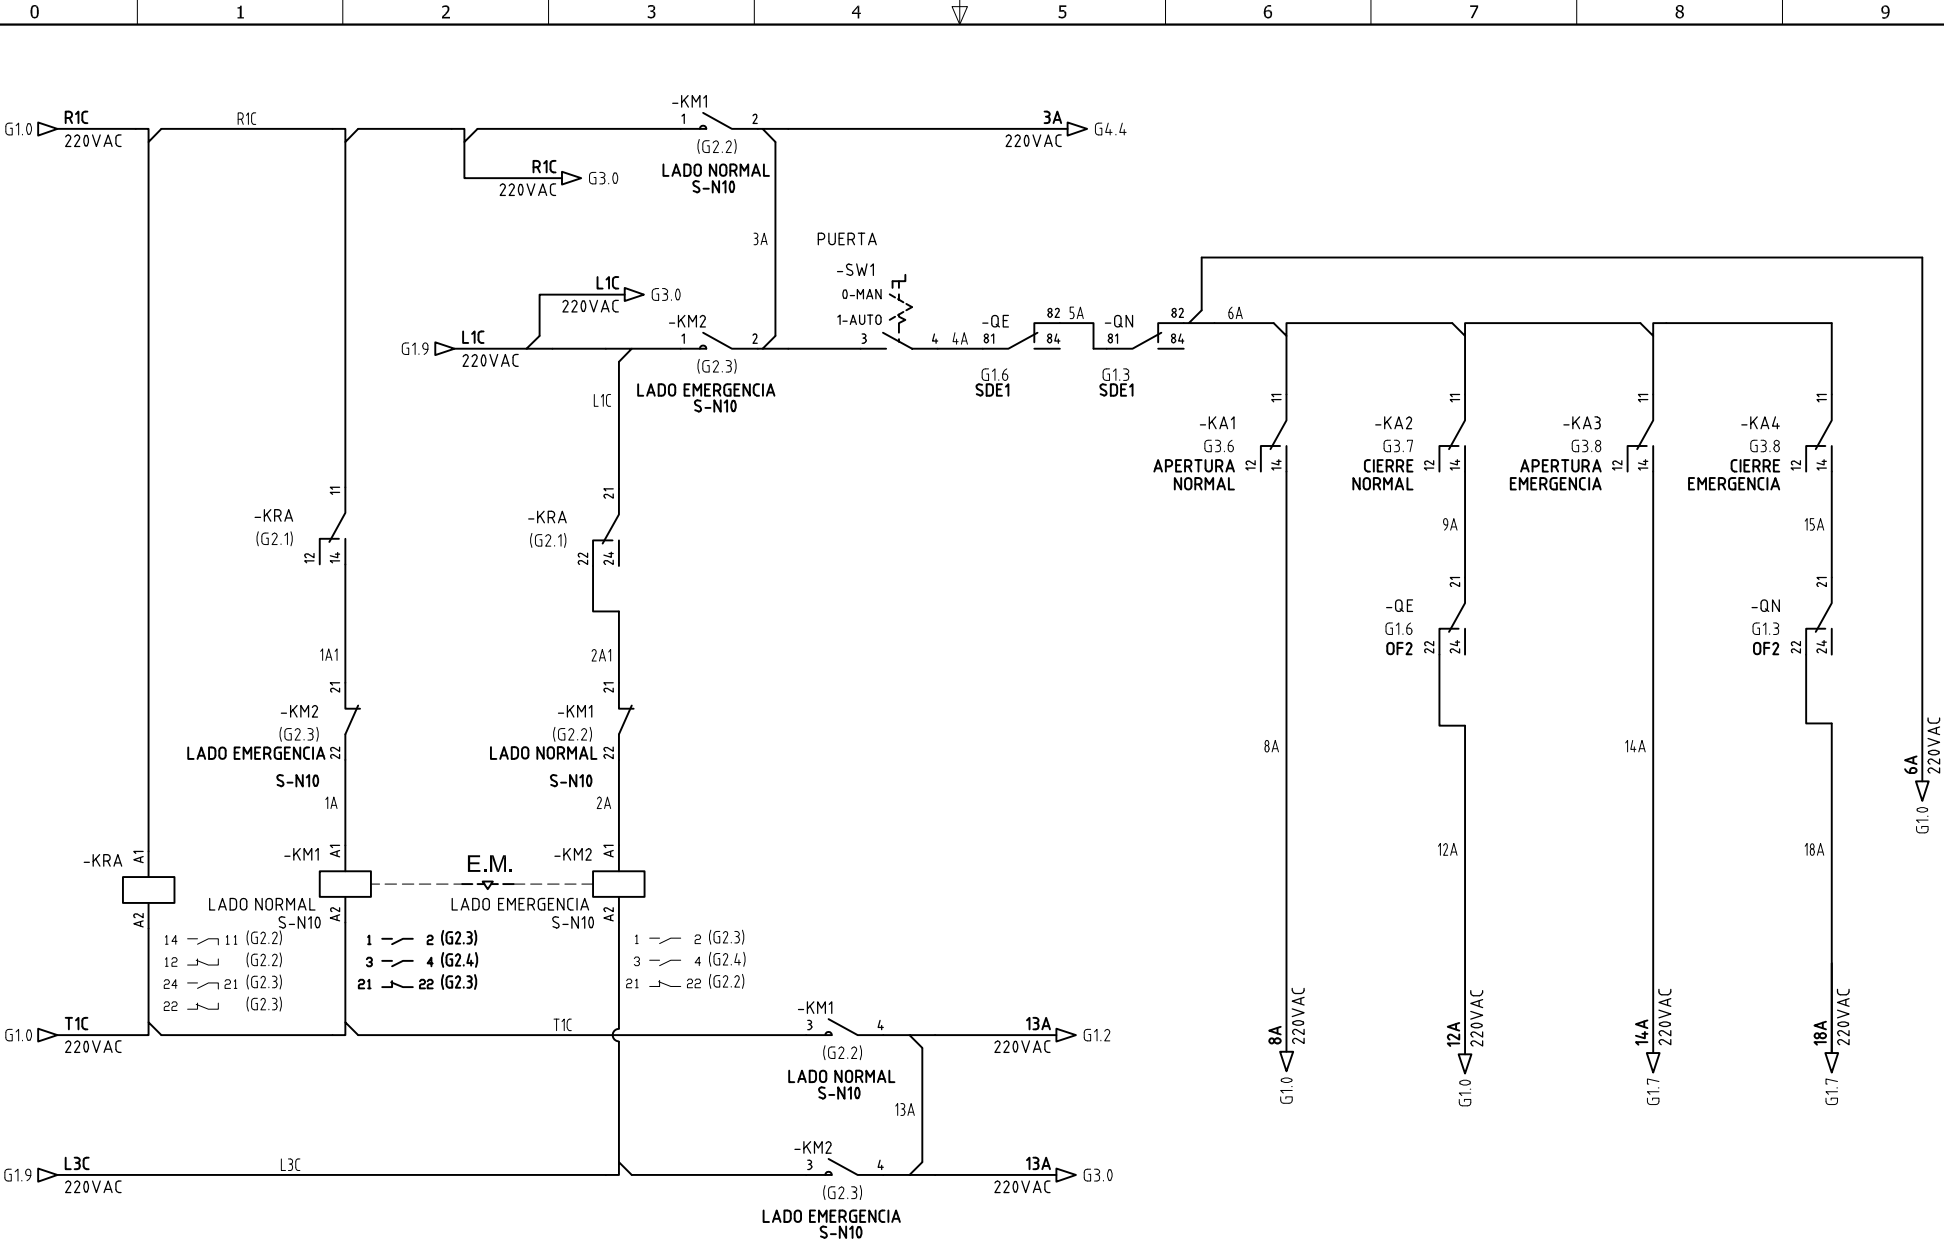 0 1 2 3 4 5 6 7 8 9
G1.0 R1C 220VAC
R1C
-KM1
1 2
(G2.2)
LADO NORMAL
S-N10
3A
220VAC G4.4
R1C
220VAC G3.0
3A
PUERTA
-SW1
0-MAN
1-AUTO
3 4
4A
L1C
220VAC G3.0
G1.9 L1C
220VAC
-KM2
1 2
(G2.3)
LADO EMERGENCIA
S-N10
L1C
-QE
81 82 84
G1.6
SDE1
5A
-QN
81 82 84
G1.3
SDE1
6A
-KA1
G3.6
APERTURA
NORMAL
11 12 14
-KA2
G3.7
CIERRE
NORMAL
11 12 14
-KA3
G3.8
APERTURA
EMERGENCIA
11 12 14
-KA4
G3.8
CIERRE
EMERGENCIA
11 12 14
-KRA
(G2.1)
11 12 14
-KRA
(G2.1)
21 22 24
9A
15A
-QE
G1.6
OF2
21 22 24
-QN
G1.3
OF2
21 22 24
1A1
2A1
-KM2
(G2.3)
LADO EMERGENCIA
S-N10
21 22
-KM1
(G2.2)
LADO NORMAL
S-N10
21 22
8A
14A
6A
220VAC
G1.0
1A
2A
12A
18A
-KRA
A1 A2
-KM1
A1 A2
LADO NORMAL
S-N10
E.M.
-KM2
A1 A2
LADO EMERGENCIA
S-N10
14 11 (G2.2)
12 (G2.2)
24 21 (G2.3)
22 (G2.3)
1 2 (G2.3)
3 4 (G2.4)
21 22 (G2.3)
1 2 (G2.3)
3 4 (G2.4)
21 22 (G2.2)
G1.0 T1C
220VAC
T1C
-KM1
3 4
(G2.2)
LADO NORMAL
S-N10
13A
220VAC G1.2
13A
G1.9 L3C
220VAC
L3C
-KM2
3 4
(G2.3)
LADO EMERGENCIA
S-N10
13A
220VAC G3.0
8A
220VAC
G1.0
12A
220VAC
G1.0
14A
220VAC
G1.7
18A
220VAC
G1.7